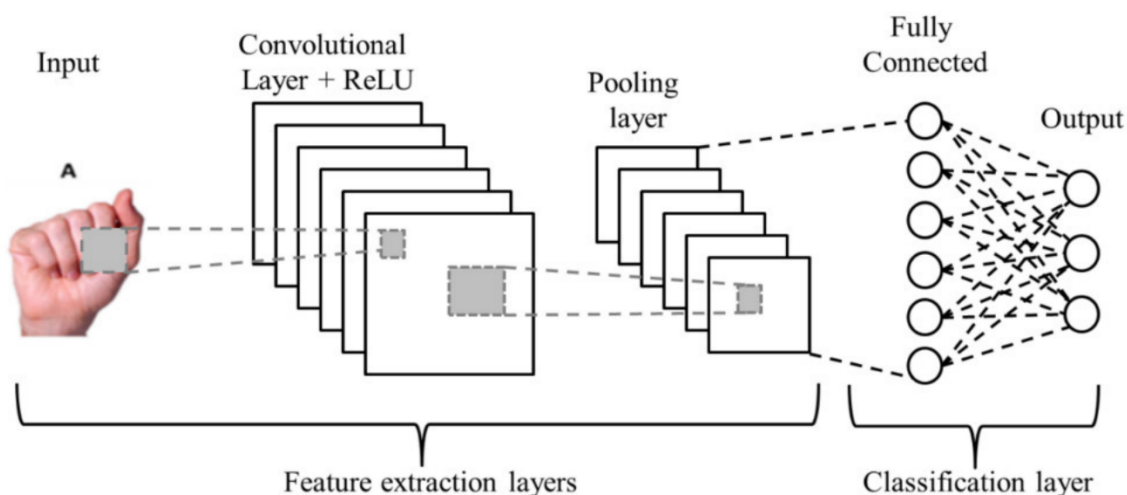 Input
A
Convolutional
Layer + ReLU
Pooling
layer
Fully
Connected
Output
Feature extraction layers
Classification layer